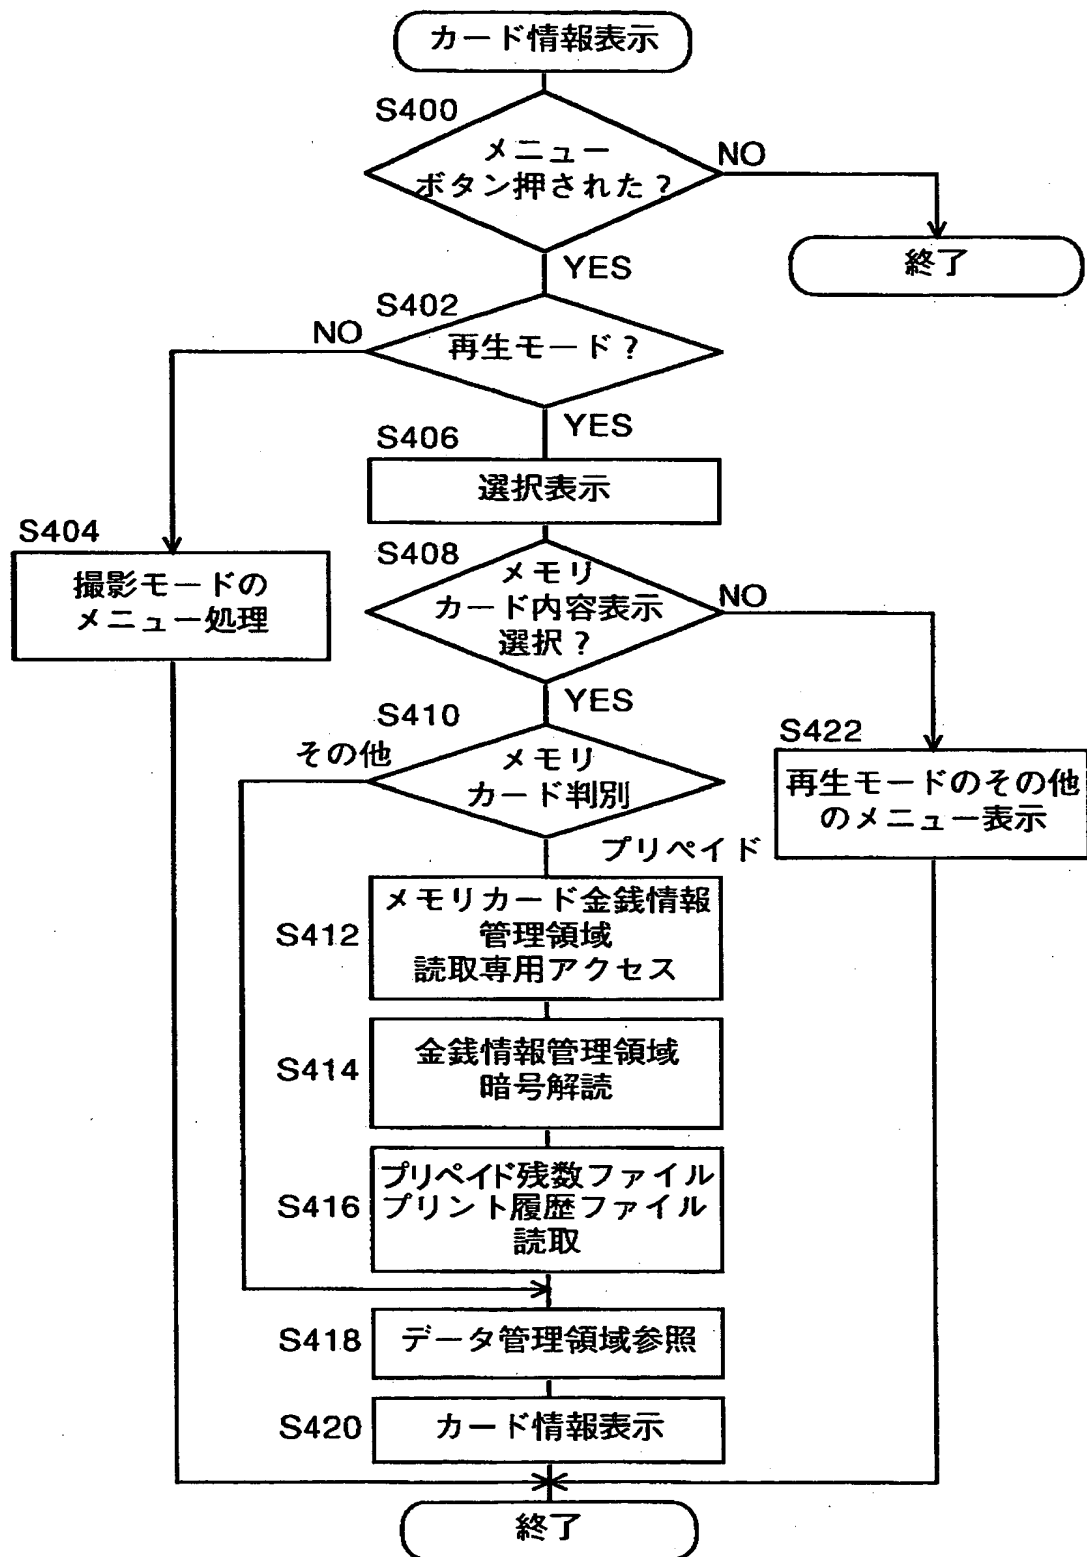 カード情報表示
S400
メニュー
ボタン押された？
NO
終了
YES
S402
NO
再生モード？
YES
S406
選択表示
S404
撮影モードの
メニュー処理
S408
メモリ
カード内容表示
選択？
NO
YES
S410
その他
メモリ
カード判別
プリペイド
S422
再生モードのその他
のメニュー表示
S412
メモリカード金銭情報
管理領域
読取専用アクセス
S414
金銭情報管理領域
暗号解読
S416
プリペイド残数ファイル
プリント履歴ファイル
読取
S418
データ管理領域参照
S420
カード情報表示
終了